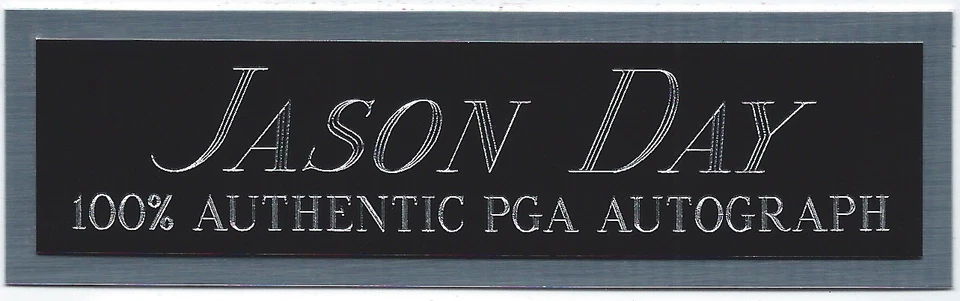 JASON DAY
100% AUTHENTIC PGA AUTOGRAPH